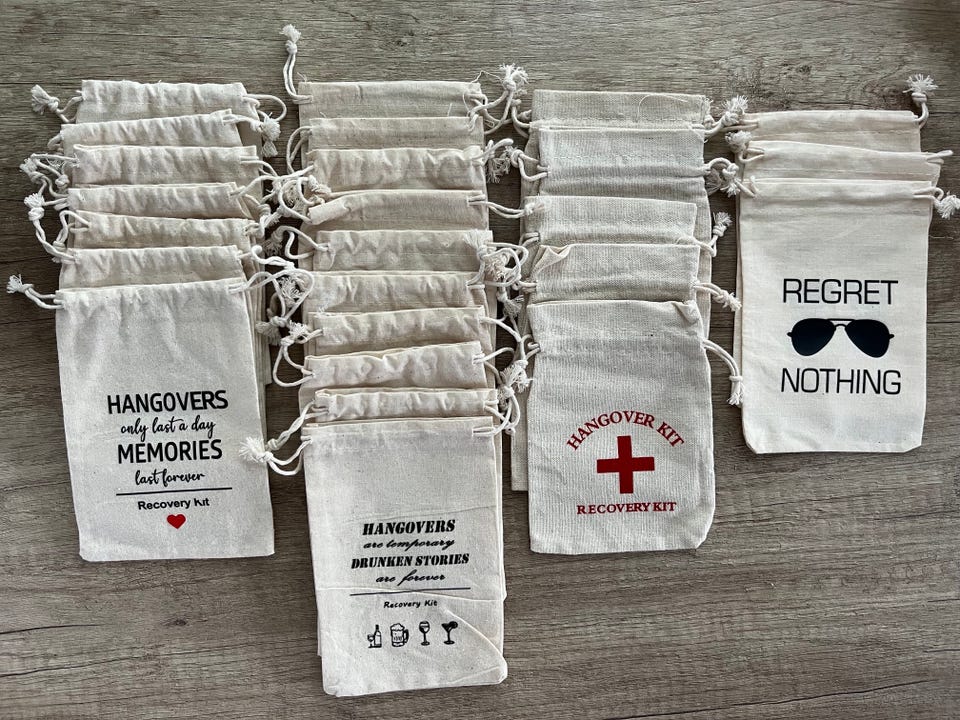 HANGOVERS
only last a day
MEMORIES
last forever
Recovery Kit
HANGOVERS
are temporary
DRUNKEN STORIES
are forever
Recovery Kit
HANGOVER KIT
RECOVERY KIT
REGRET
NOTHING